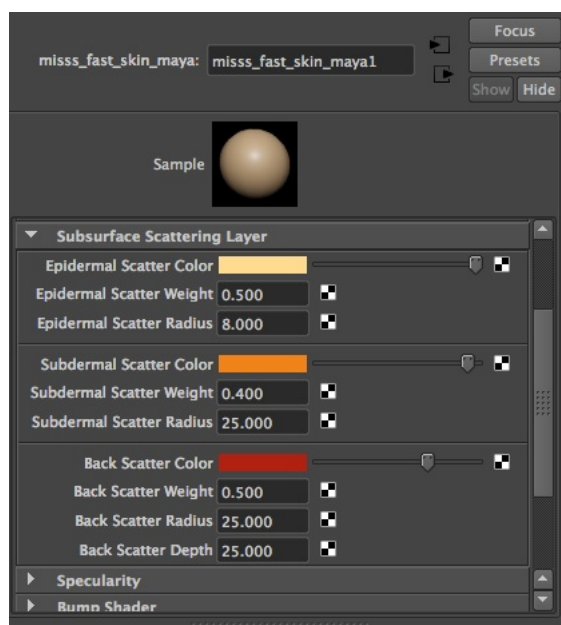 Focus
misss_fast_skin_maya: misss_fast_skin_maya1
Presets
Show Hide
Sample
Subsurface Scattering Layer
Epidermal Scatter Color
Epidermal Scatter Weight 0.500
Epidermal Scatter Radius 8.000
Subdermal Scatter Color
Subdermal Scatter Weight 0.400
Subdermal Scatter Radius 25.000
Back Scatter Color
Back Scatter Weight 0.500
Back Scatter Radius 25.000
Back Scatter Depth 25.000
Specularity
Bump Shader